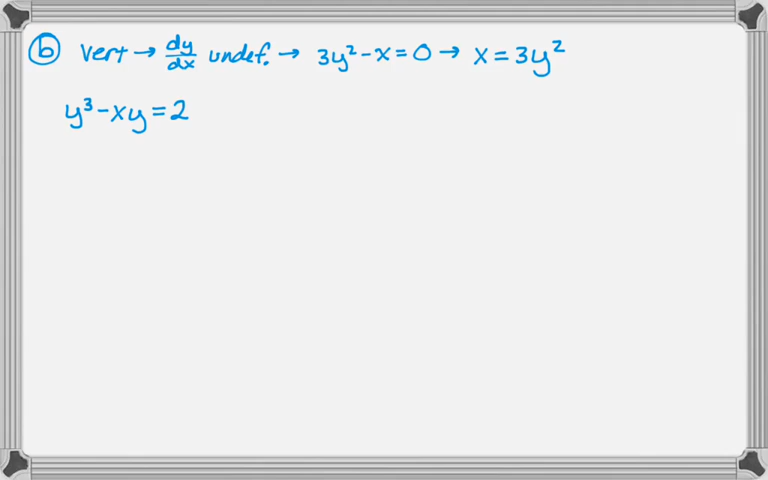 b vert → dy/dx undef. → 3y² - x = 0 → x = 3y²
y³ - xy = 2